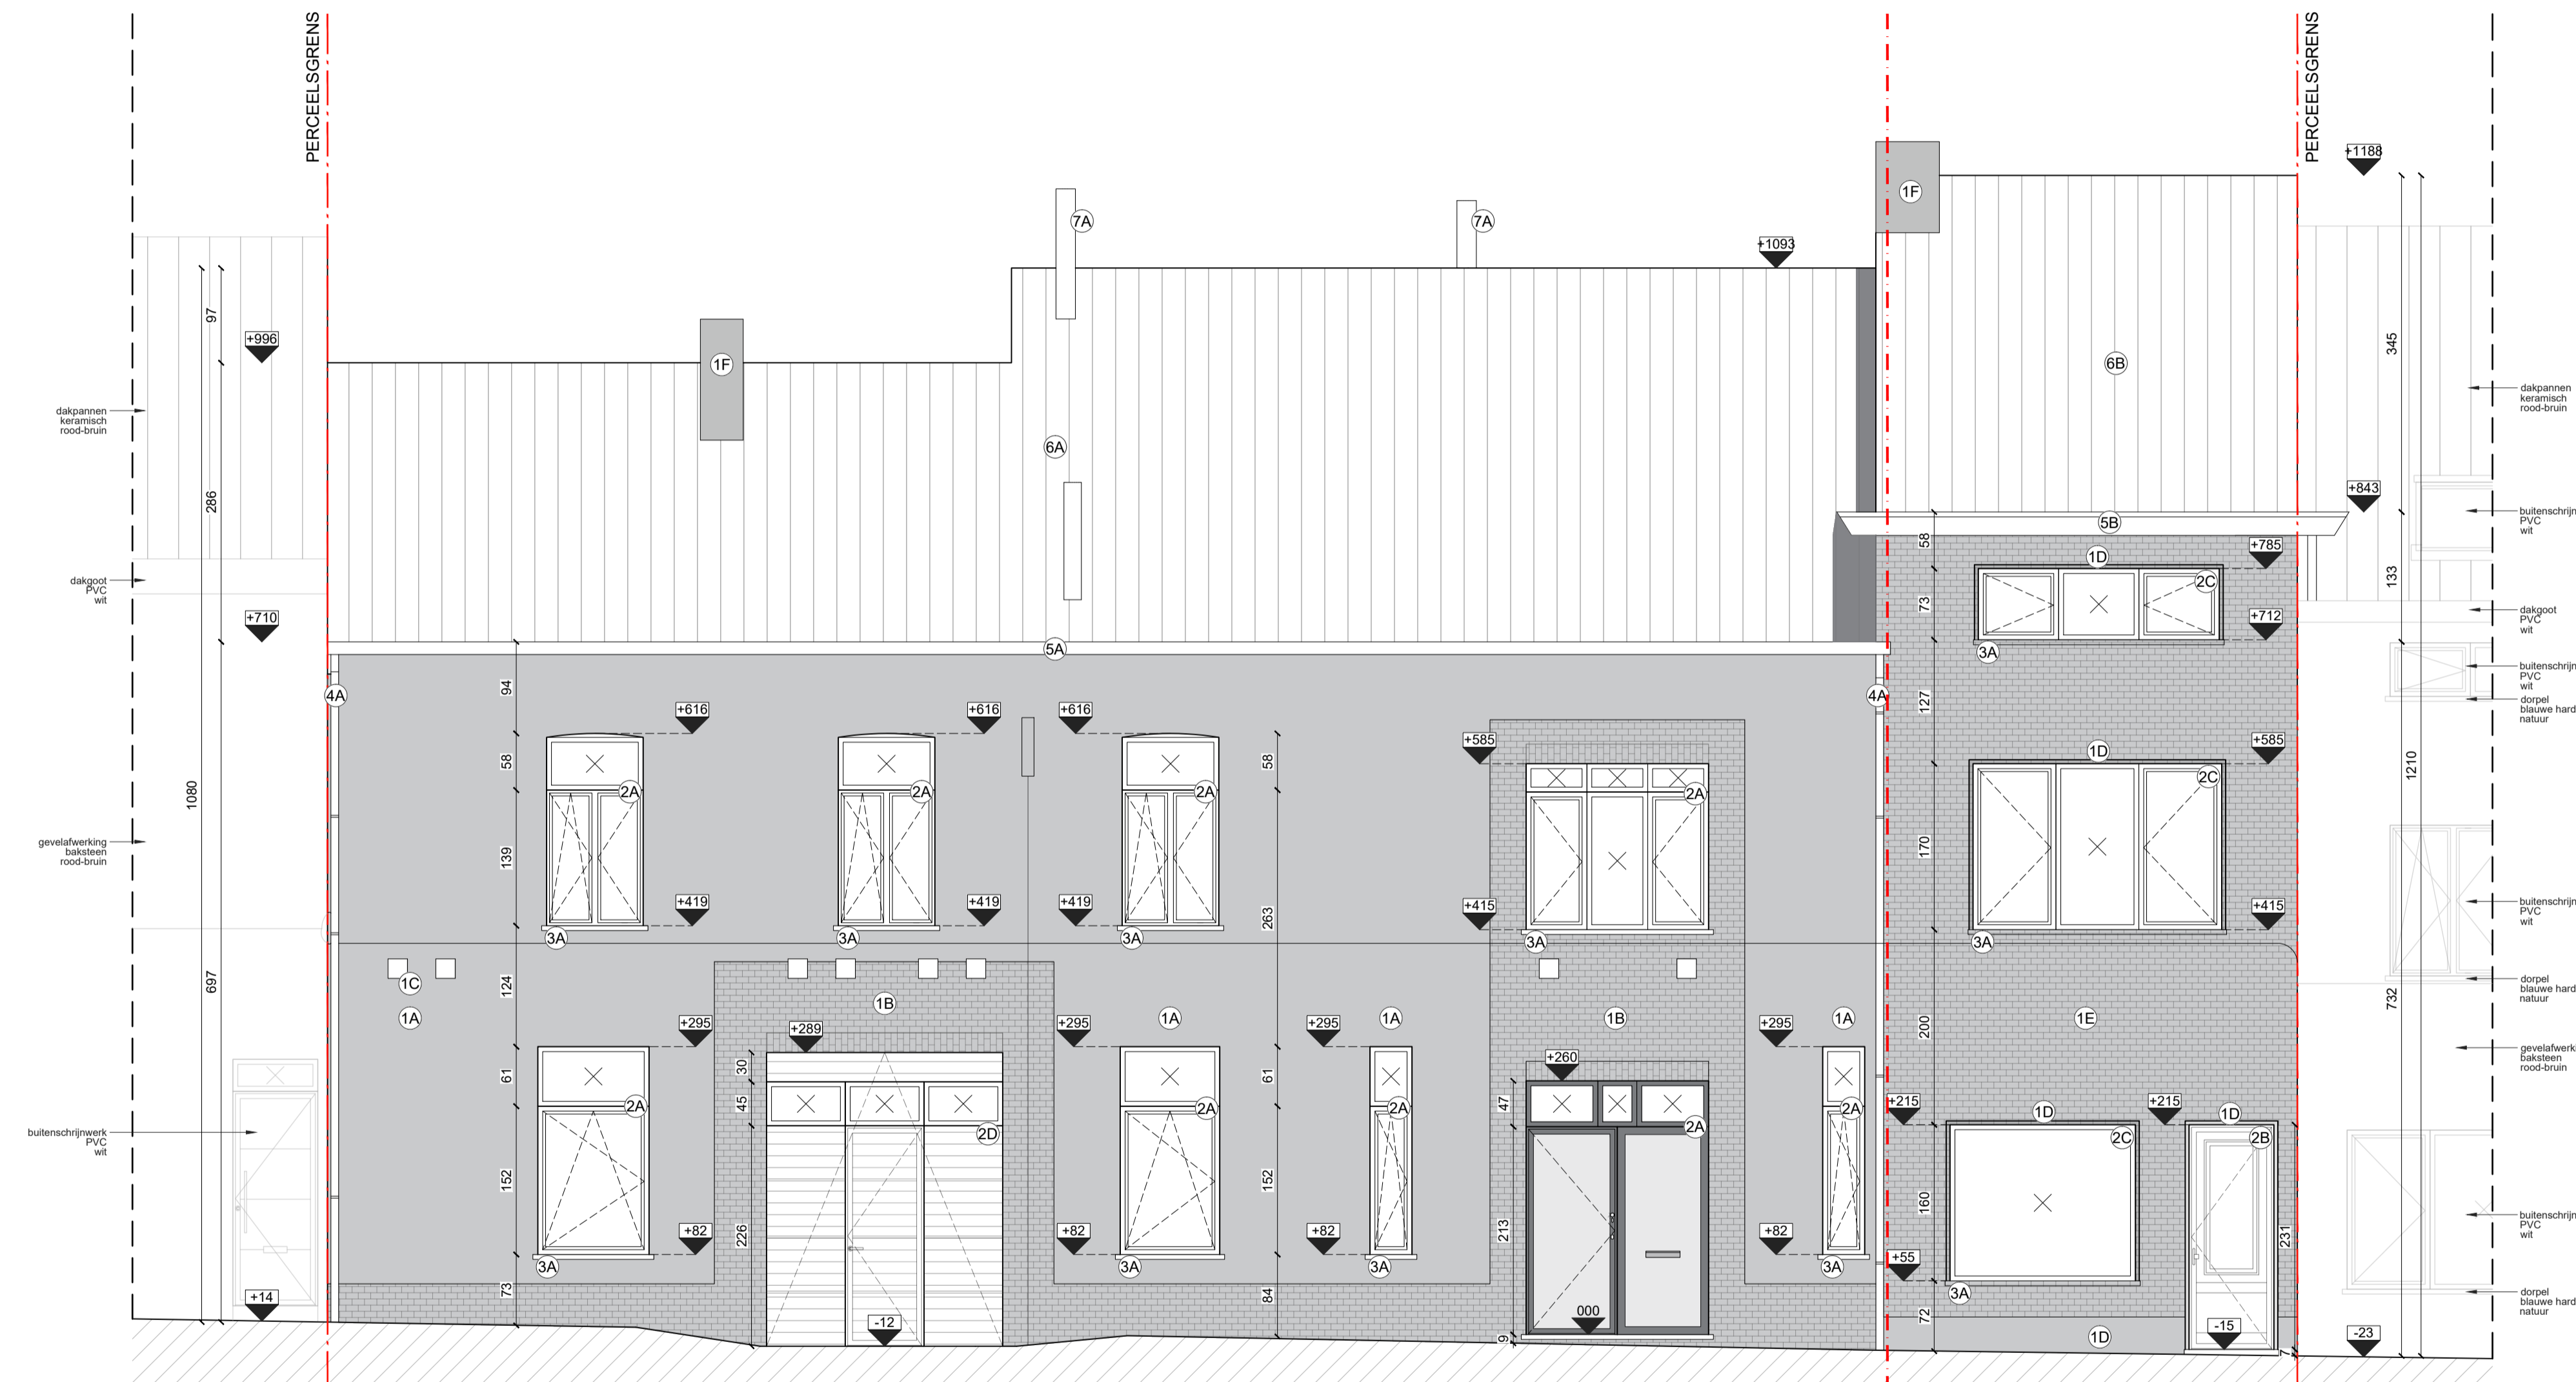 PERCEELSGRENS
PERCEELSGRENS
+1188
1F
7A
7A
+1093
97
+996
1F
345
6B
dakpannen
keramisch
rood-bruin
dakpannen
keramisch
rood-bruin
6A
286
+843
buitenschrijn
PVC
wit
5B
58
+785
1D
2C
133
dakgoot
PVC
wit
73
dakgoot
PVC
wit
+710
+712
5A
3A
buitenschrijn
PVC
wit
4A
94
4A
127
dorpel
blauwe hard
natuur
+616
+616
+616
+585
1D
+585
58
58
2A
2A
2A
2A
2C
1080
1210
gevelafwerking
baksteen
rood-bruin
139
170
+419
+419
+419
263
+415
+415
buitenschrijn
PVC
wit
3A
3A
3A
3A
3A
697
124
1C
dorpel
blauwe hard
natuur
732
1B
1A
1A
1A
1B
1A
1E
200
+289
+295
+295
+295
+295
+260
gevelafwerki
baksteen
rood-bruin
30
61
61
45
47
2A
2A
2A
2A
2A
+215
1D
+215
1D
buitenschrijnwerk
PVC
wit
2D
2C
2B
152
152
226
213
160
231
+82
+82
+82
+82
+55
buitenschrijn
PVC
wit
3A
3A
3A
3A
3A
73
84
+14
-12
000
9
72
1D
-15
7
-23
dorpel
blauwe hard
natuur